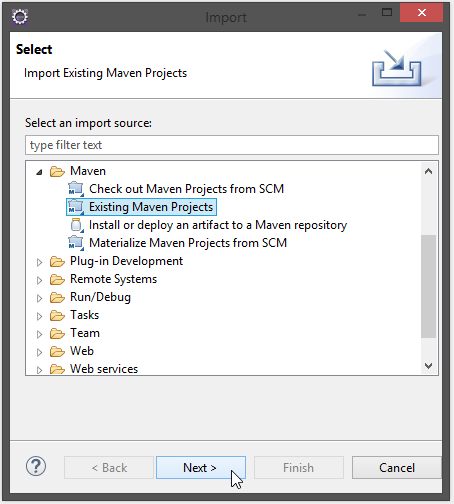 Import
Select
Import Existing Maven Projects
Select an import source:
type filter text
Maven
Check out Maven Projects from SCM
Existing Maven Projects
Install or deploy an artifact to a Maven repository
Materialize Maven Projects from SCM
Plug-in Development
Remote Systems
Run/Debug
Tasks
Team
Web
Web services
? < Back Next > Finish Cancel